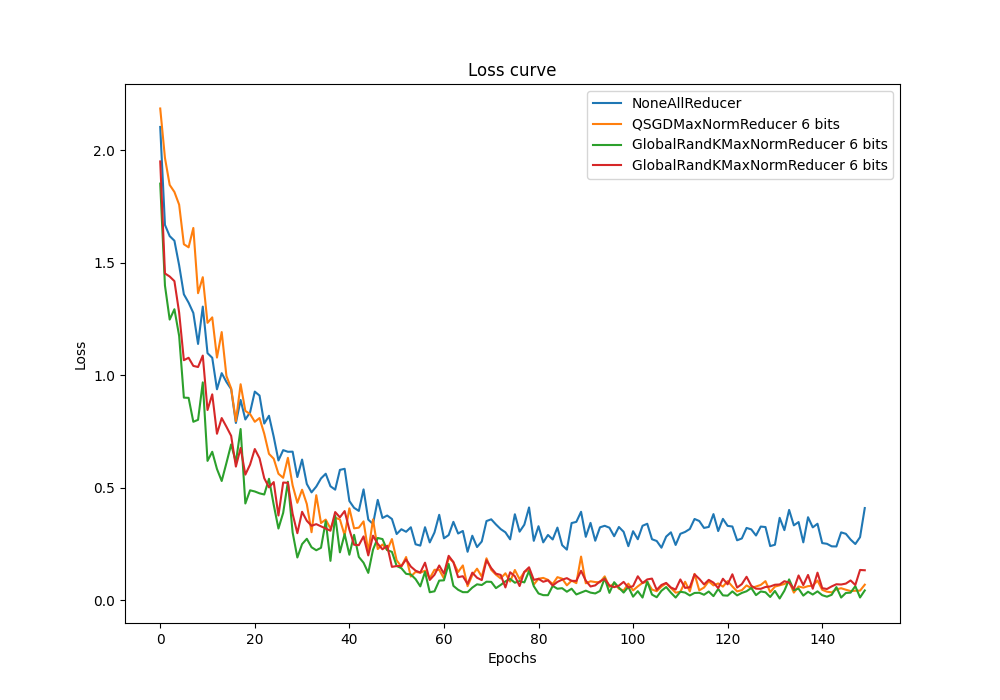 Loss curve
NoneAllReducer
QSGDMaxNormReducer 6 bits
GlobalRandKMaxNormReducer 6 bits
GlobalRandKMaxNormReducer 6 bits
2.0
1.5
1.0
0.5
0.0
Loss
0 20 40 60 80 100 120 140
Epochs